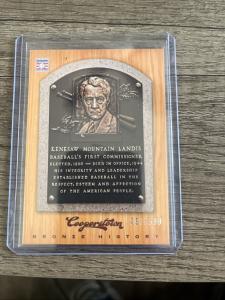 KENESAW MOUNTAIN LANDIS
BASEBALL'S FIRST COMMISSIONER
ELECTED, 1920 — DIED IN OFFICE, 1944
HIS INTEGRITY AND LEADERSHIP
ESTABLISHED BASEBALL IN THE
RESPECT, ESTEEM AND AFFECTION
OF THE AMERICAN PEOPLE.
Cooperstown
BRONZE HISTORY